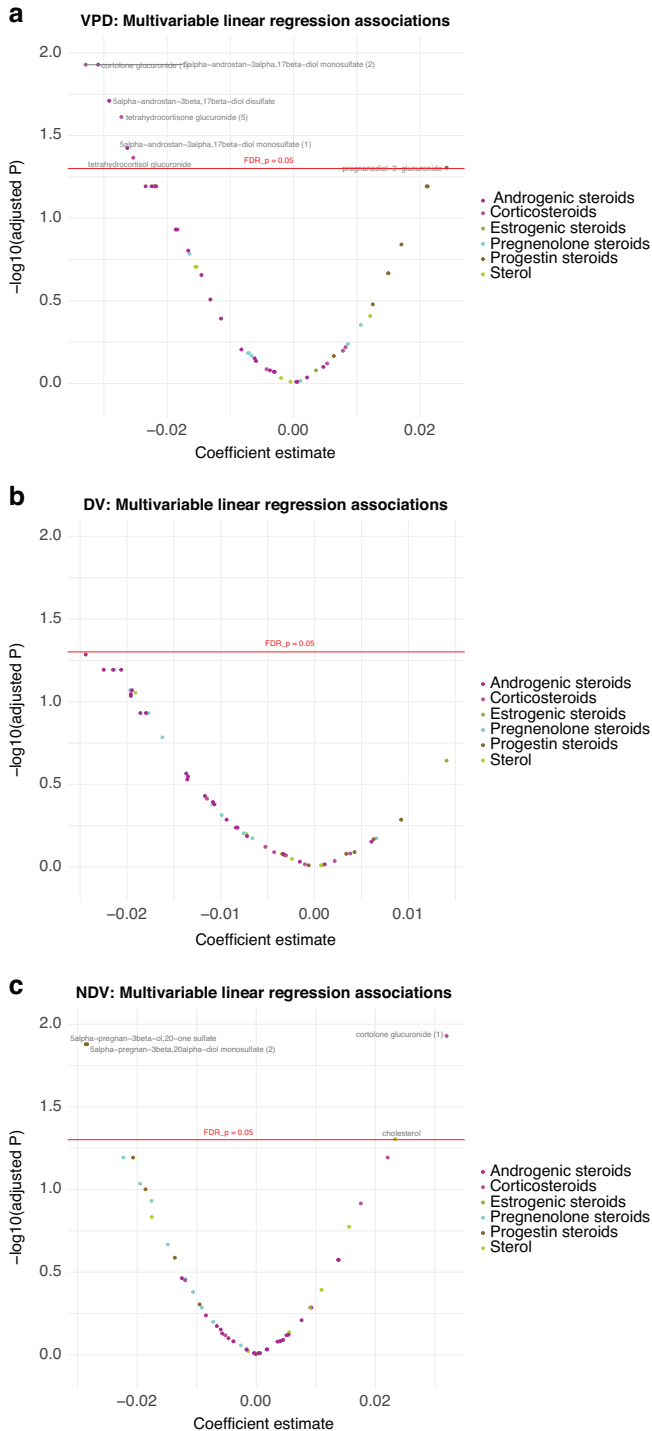 a
VPD: Multivariable linear regression associations
2.0
cortolone glucuronide (1)
5alpha−androstan−3alpha,17beta−diol monosulfate (2)
5alpha−androstan−3beta,17beta−diol disulfate
tetrahydrocortisone glucuronide (5)
1.5
5alpha−androstan−3alpha,17beta−diol monosulfate (1)
tetrahydrocortisol glucuronide
FDR_p = 0.05
pregnanediol−3−glucuronide
1.0
0.5
0.0
−log10(adjusted P)
−0.02
0.00
0.02
Coefficient estimate
Androgenic steroids
Corticosteroids
Estrogenic steroids
Pregnenolone steroids
Progestin steroids
Sterol
b
DV: Multivariable linear regression associations
2.0
1.5
FDR_p = 0.05
1.0
0.5
0.0
−log10(adjusted P)
−0.02
−0.01
0.00
0.01
Coefficient estimate
Androgenic steroids
Corticosteroids
Estrogenic steroids
Pregnenolone steroids
Progestin steroids
Sterol
c
NDV: Multivariable linear regression associations
2.0
5alpha−pregnan−3beta−ol,20−one sulfate
cortolone glucuronide (1)
5alpha−pregnan−3beta,20alpha−diol monosulfate (2)
1.5
FDR_p = 0.05
cholesterol
1.0
0.5
0.0
−log10(adjusted P)
−0.02
0.00
0.02
Coefficient estimate
Androgenic steroids
Corticosteroids
Estrogenic steroids
Pregnenolone steroids
Progestin steroids
Sterol